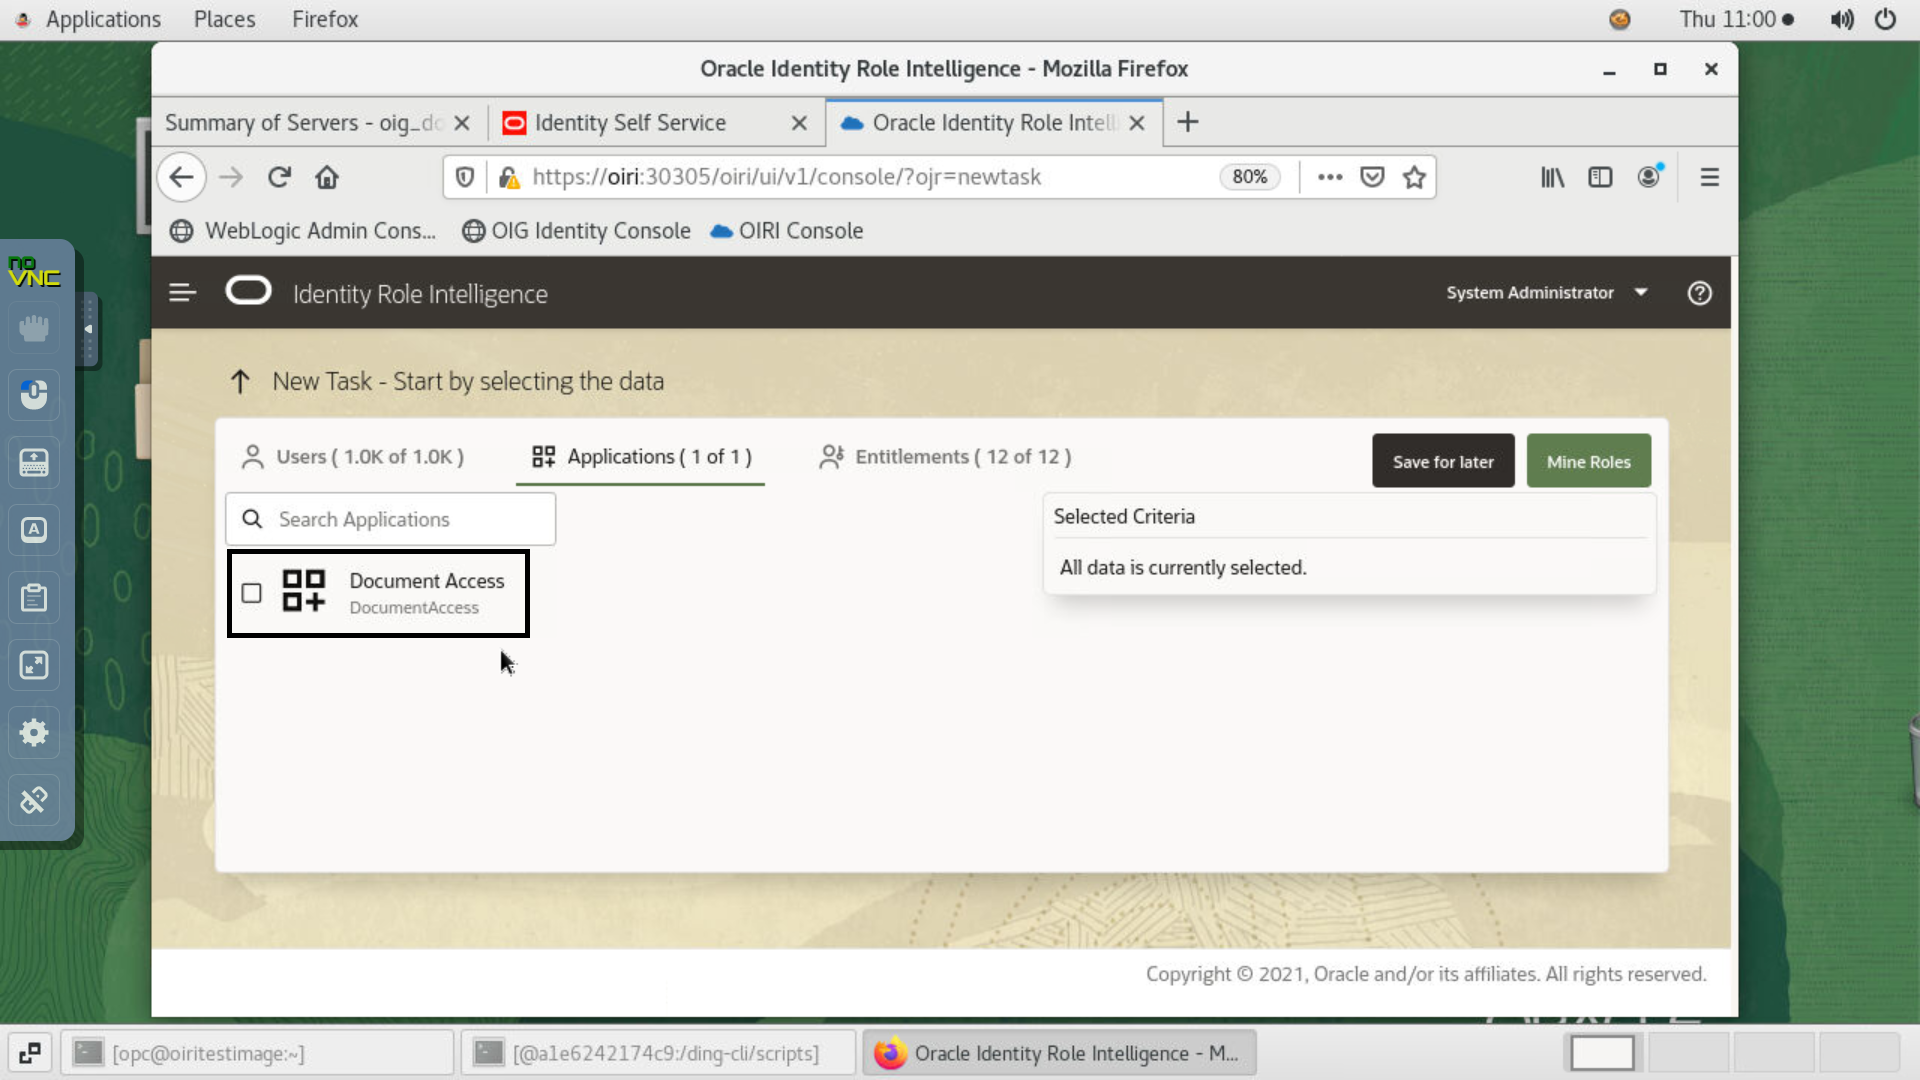 Applications Places Firefox Thu 11:00
Oracle Identity Role Intelligence - Mozilla Firefox
Summary of Servers - oig_do Identity Self Service Oracle Identity Role Intell
https://oiri:30305/oiri/ui/v1/console/?ojr=newtask 80%
WebLogic Admin Cons... OIG Identity Console OIRI Console
no
VNC
Identity Role Intelligence System Administrator
New Task - Start by selecting the data
Users ( 1.0K of 1.0K ) Applications ( 1 of 1 ) Entitlements ( 12 of 12 ) Save for later Mine Roles
Search Applications
Selected Criteria
All data is currently selected.
Document Access
DocumentAccess
A
Copyright © 2021, Oracle and/or its affiliates. All rights reserved.
[opc@oiritestimage:~] [@a1e6242174c9:/ding-cli/scripts] Oracle Identity Role Intelligence - M...